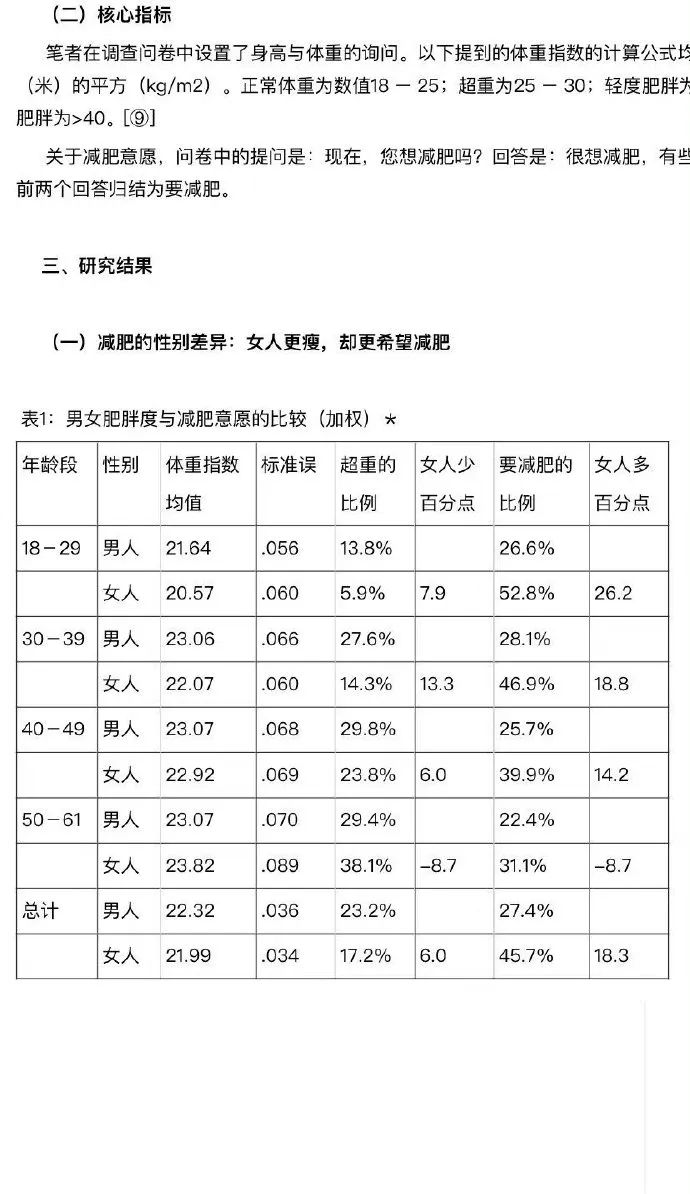 （二）核心指标
笔者在调查问卷中设置了身高与体重的询问。以下提到的体重指数的计算公式均
（米）的平方（kg/m2）。正常体重为数值18 － 25；超重为25 － 30；轻度肥胖为
肥胖为>40。[⑨]
关于减肥意愿，问卷中的提问是：现在，您想减肥吗？回答是：很想减肥，有些
前两个回答归结为要减肥。
三、研究结果
（一）减肥的性别差异：女人更瘦，却更希望减肥
表1：男女肥胖度与减肥意愿的比较（加权）＊
年龄段 性别 体重指数 标准误 超重的 女人少 要减肥的 女人多
均值 比例 百分点 比例 百分点
18－29 男人 21.64 .056 13.8% 26.6%
女人 20.57 .060 5.9% 7.9 52.8% 26.2
30－39 男人 23.06 .066 27.6% 28.1%
女人 22.07 .060 14.3% 13.3 46.9% 18.8
40－49 男人 23.07 .068 29.8% 25.7%
女人 22.92 .069 23.8% 6.0 39.9% 14.2
50－61 男人 23.07 .070 29.4% 22.4%
女人 23.82 .089 38.1% –8.7 31.1% –8.7
总计 男人 22.32 .036 23.2% 27.4%
女人 21.99 .034 17.2% 6.0 45.7% 18.3